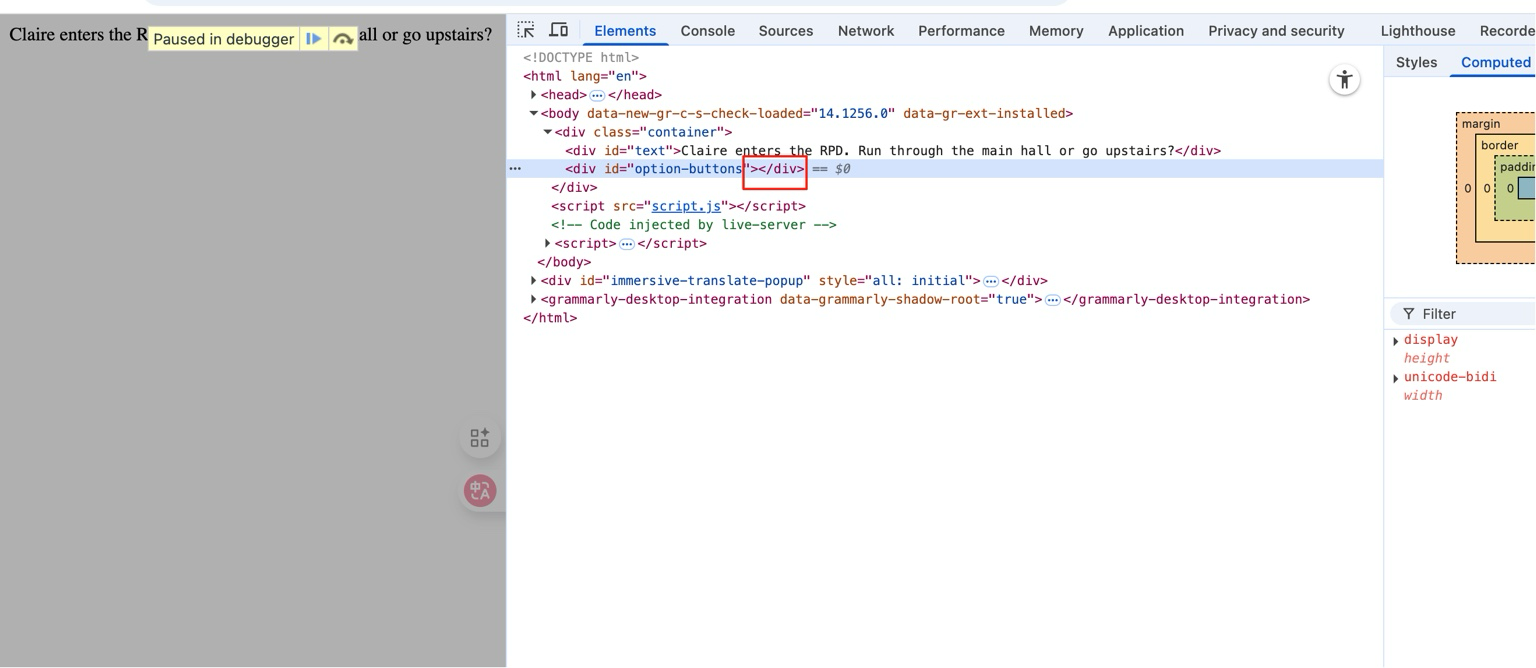 Claire enters the R
Paused in debugger
all or go upstairs?
Elements Console Sources Network Performance Memory Application Privacy and security Lighthouse Recorde
Styles Computed
<!DOCTYPE html>
<html lang="en">
<head> ⋯ </head>
<body data-new-gr-c-s-check-loaded="14.1256.0" data-gr-ext-installed>
<div class="container">
<div id="text">Claire enters the RPD. Run through the main hall or go upstairs?</div>
<div id="option-buttons"></div> == $0
</div>
<script src="script.js"></script>
<!-- Code injected by live-server -->
<script> ⋯ </script>
</body>
<div id="immersive-translate-popup" style="all: initial"> ⋯ </div>
<grammarly-desktop-integration data-grammarly-shadow-root="true"> ⋯ </grammarly-desktop-integration>
</html>
margin
border
paddin
0 0 0
Filter
display
height
unicode-bidi
width
中A